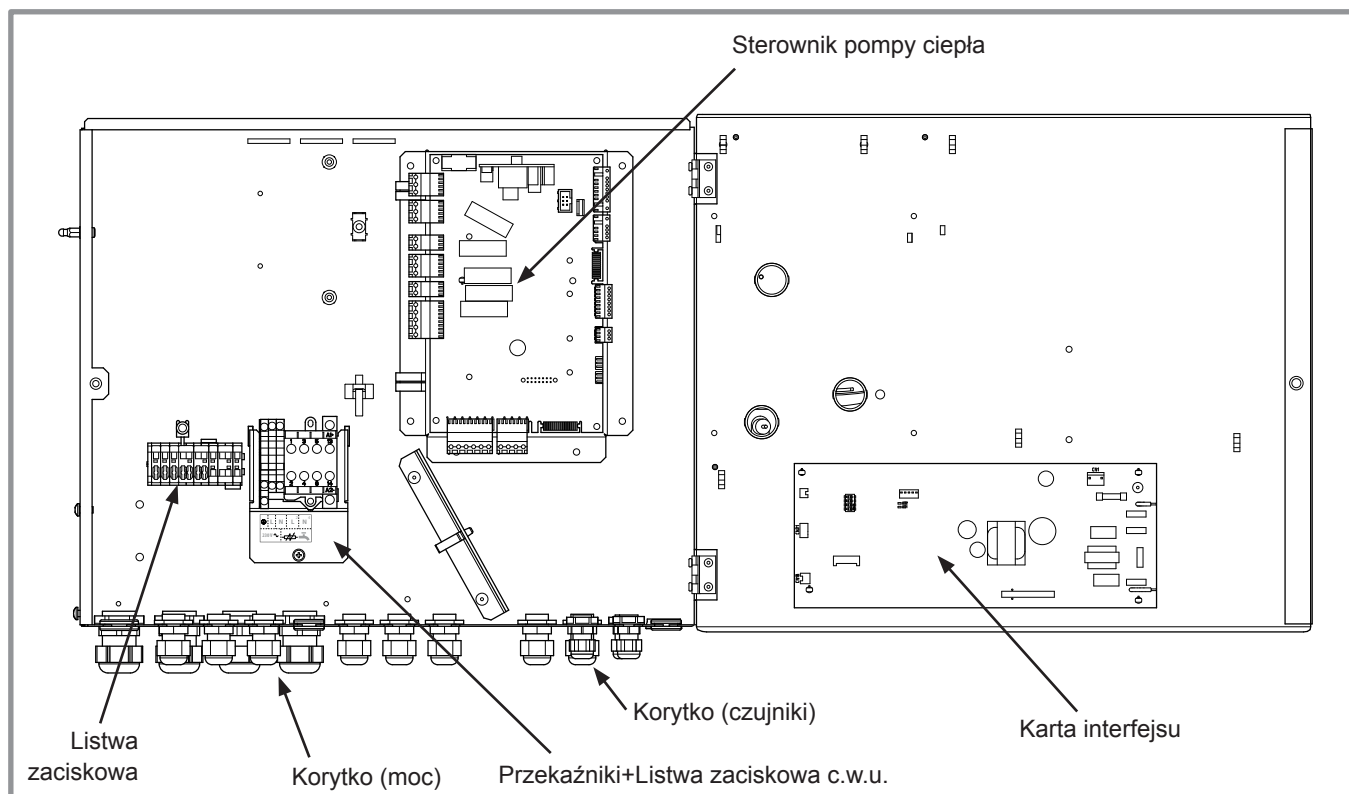 Sterownik pompy ciepła
Korytko (czujniki)
Karta interfejsu
Listwa
zaciskowa
Korytko (moc)
Przekaźniki+Listwa zaciskowa c.w.u.